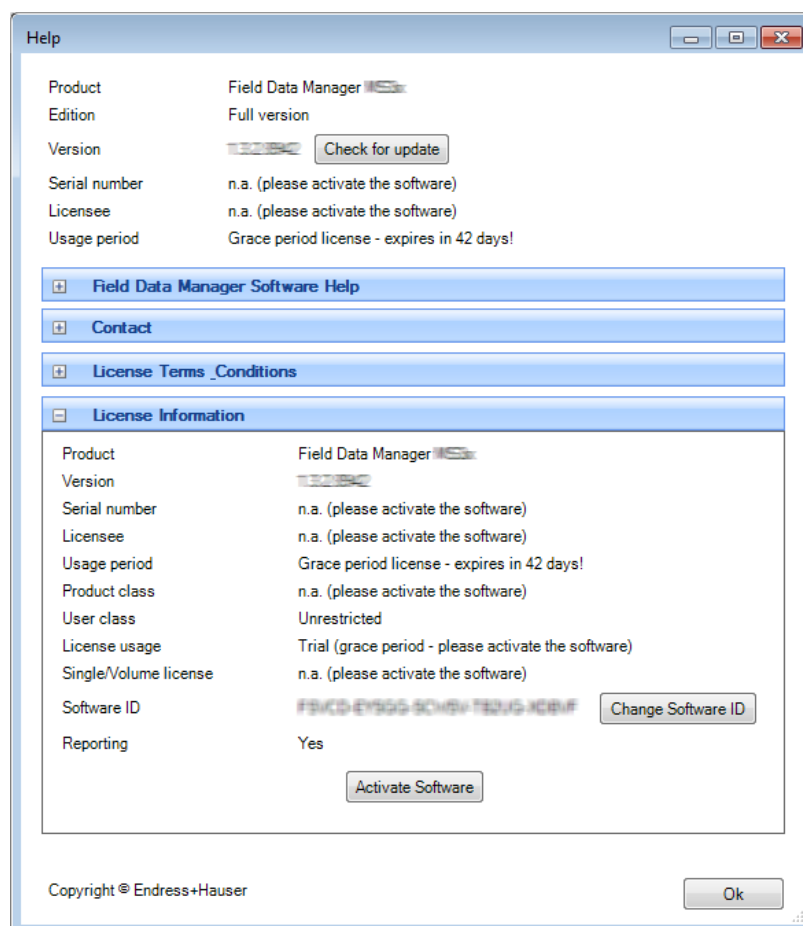 Help
Product Field Data Manager
Edition Full version
Version Check for update
Serial number n.a. (please activate the software)
Licensee n.a. (please activate the software)
Usage period Grace period license - expires in 42 days!
Field Data Manager Software Help
Contact
License Terms _Conditions
License Information
Product Field Data Manager
Version
Serial number n.a. (please activate the software)
Licensee n.a. (please activate the software)
Usage period Grace period license - expires in 42 days!
Product class n.a. (please activate the software)
User class Unrestricted
License usage Trial (grace period - please activate the software)
Single/Volume license n.a. (please activate the software)
Software ID Change Software ID
Reporting Yes
Activate Software
Copyright © Endress+Hauser Ok